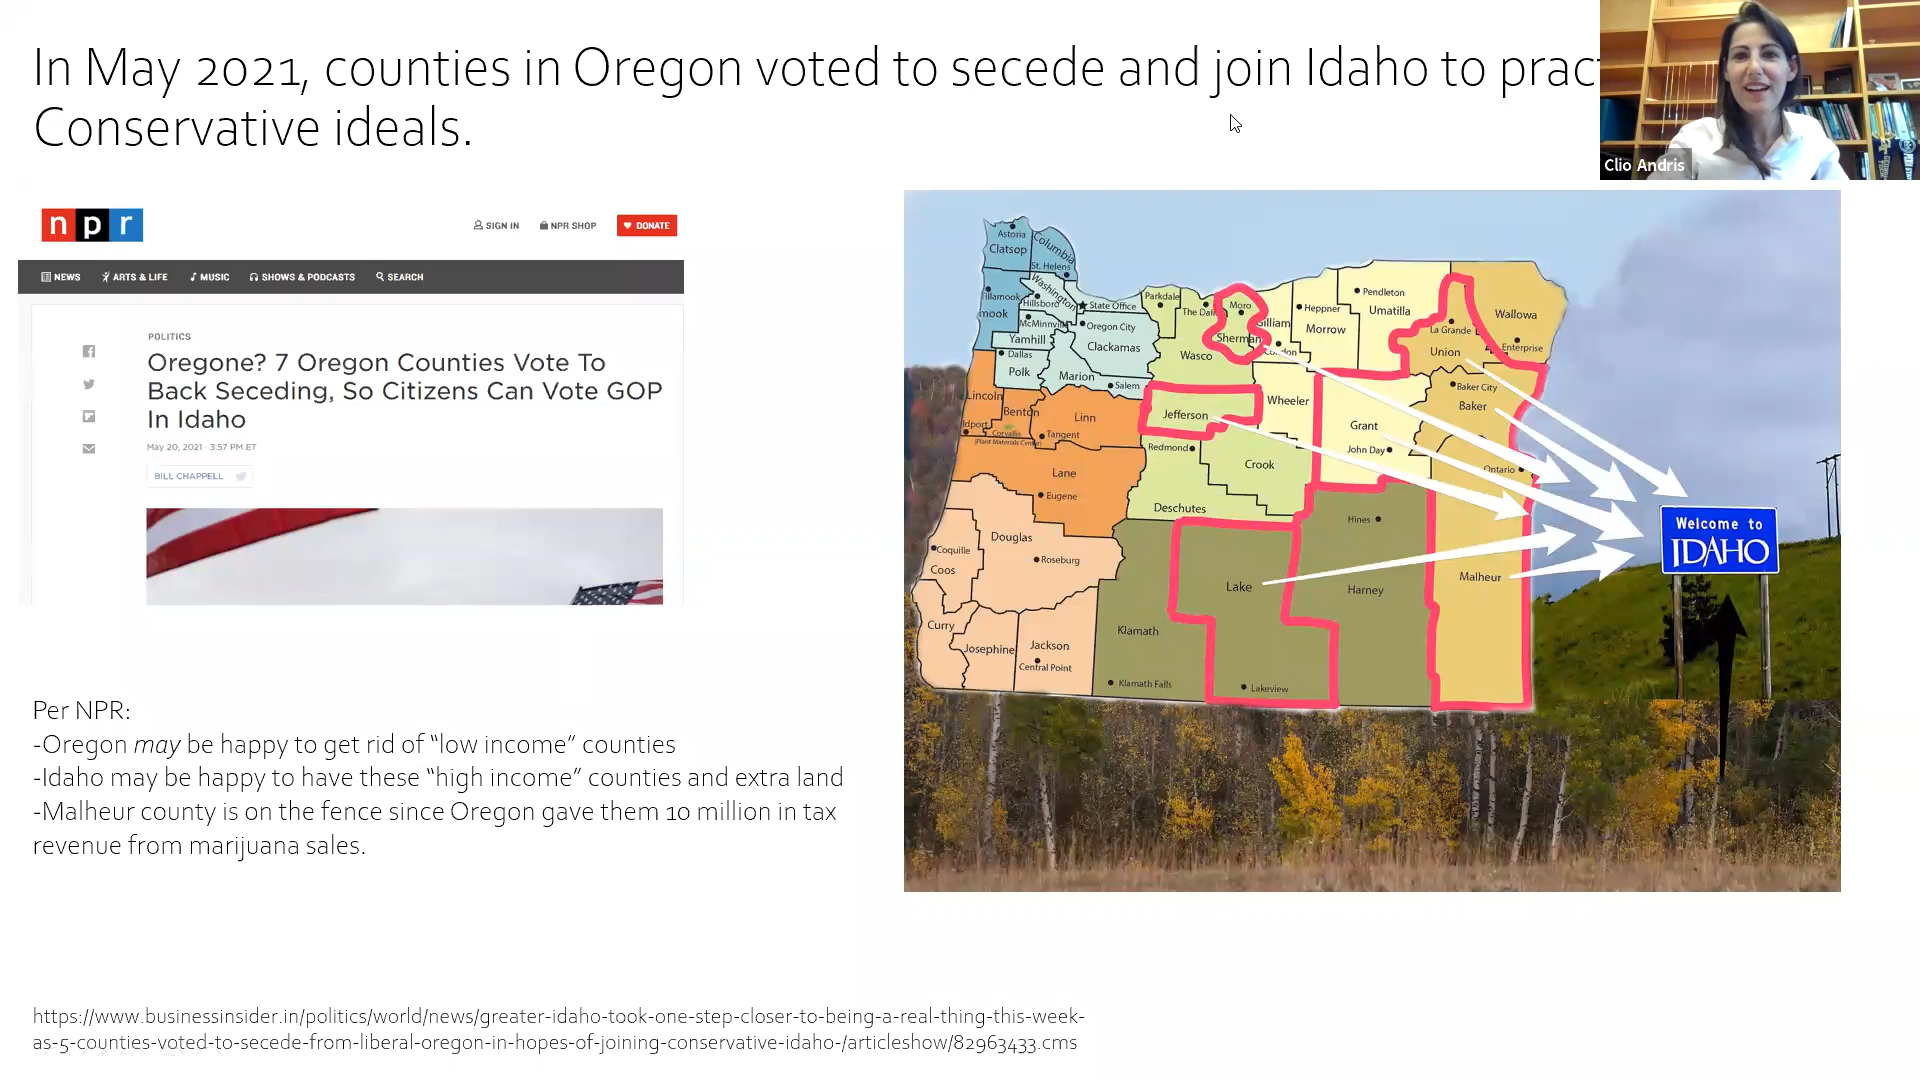 In May 2021, counties in Oregon voted to secede and join Idaho to prac
Conservative ideals.
Clio Andris
npr
SIGN IN
NPR SHOP
DONATE
NEWS
ARTS & LIFE
MUSIC
SHOWS & PODCASTS
SEARCH
POLITICS
Oregone? 7 Oregon Counties Vote To
Back Seceding, So Citizens Can Vote GOP
In Idaho
May 20, 2021 · 3:57 PM ET
BILL CHAPPELL
Per NPR:
-Oregon may be happy to get rid of “low income” counties
-Idaho may be happy to have these “high income” counties and extra land
-Malheur county is on the fence since Oregon gave them 10 million in tax
revenue from marijuana sales.
Astoria
Clatsop
Columbia
St. Helens
Tillamook
mook
Washington
Hillsboro
State Office
McMinnvil
Oregon City
Yamhill
Clackamas
Dallas
Polk
Marion
Salem
Parkdale
The Dall
Moro
Sherman
Wasco
Gilliam
Condon
Heppner
Morrow
Pendleton
Umatilla
La Grande
Union
Wallowa
Enterprise
Lincoln
Benton
Linn
dport
Corvallis
(Plant Materials Center)
Tangent
Jefferson
Wheeler
Baker City
Baker
Grant
John Day
Redmond
Crook
Ontario
Lane
Eugene
Deschutes
Hines
Douglas
Roseburg
Coquille
Coos
Lake
Harney
Malheur
Curry
Josephine
Jackson
Central Point
Klamath
Klamath Falls
Lakeview
Welcome to
IDAHO
https://www.businessinsider.in/politics/world/news/greater-idaho-took-one-step-closer-to-being-a-real-thing-this-week-
as-5-counties-voted-to-secede-from-liberal-oregon-in-hopes-of-joining-conservative-idaho-/articleshow/82963433.cms